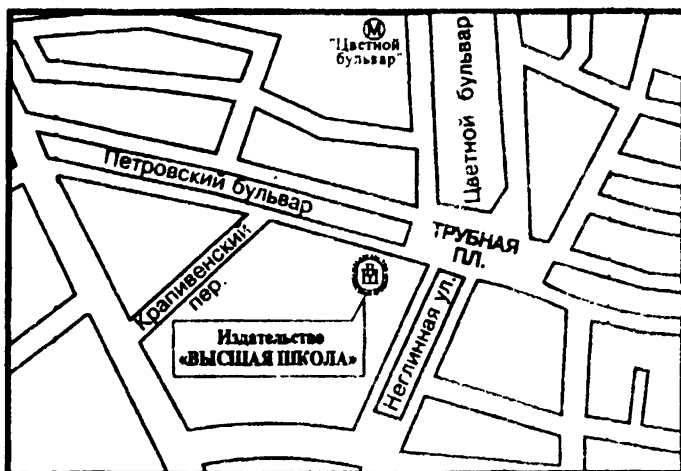 М
"Цветной
бульвар"
Цветной бульвар
Петровский бульвар
ТРУБНАЯ
ПЛ.
Крапивенский
пер.
Неглинная ул.
Издательство
«ВЫСШАЯ ШКОЛА»